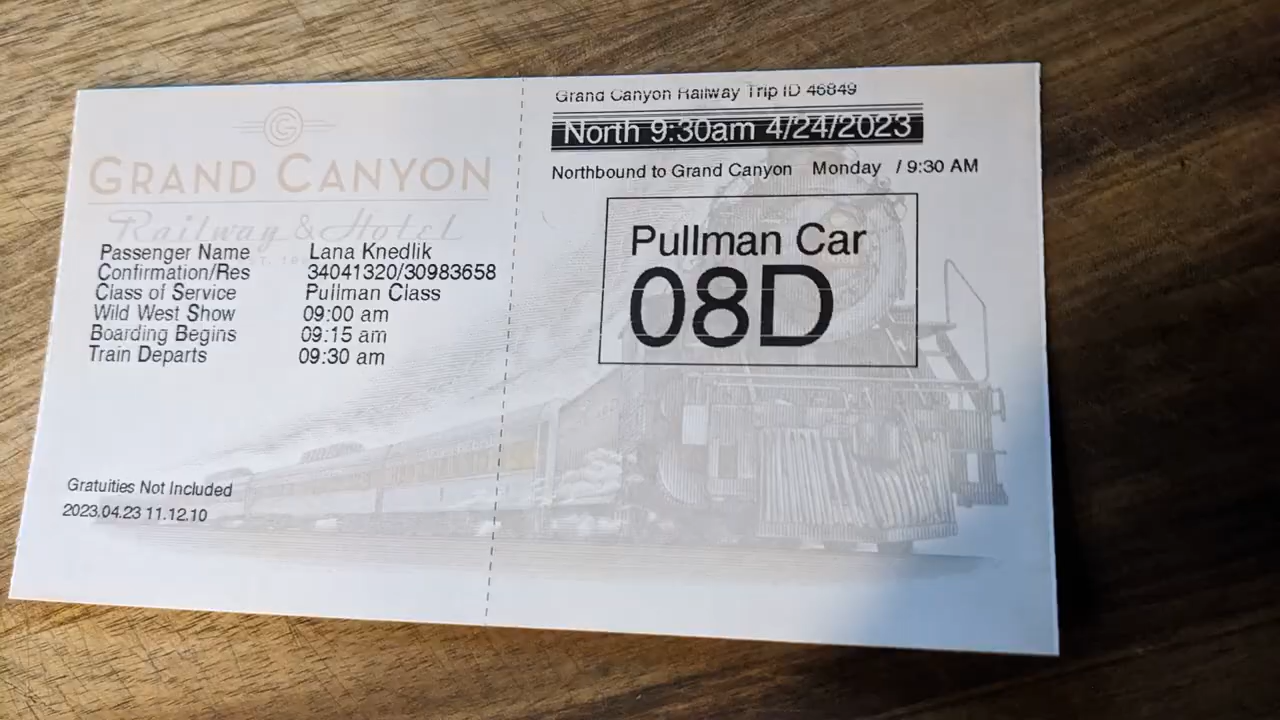 G
GRAND CANYON
Railway & Hotel
Passenger Name Lana Knedlik
Confirmation/Res 34041320/30983658
Class of Service Pullman Class
Wild West Show 09:00 am
Boarding Begins 09:15 am
Train Departs 09:30 am
Gratuities Not Included
2023.04.23 11.12.10
Grand Canyon Railway Trip ID 46849
North 9:30am 4/24/2023
Northbound to Grand Canyon Monday / 9:30 AM
Pullman Car
08D